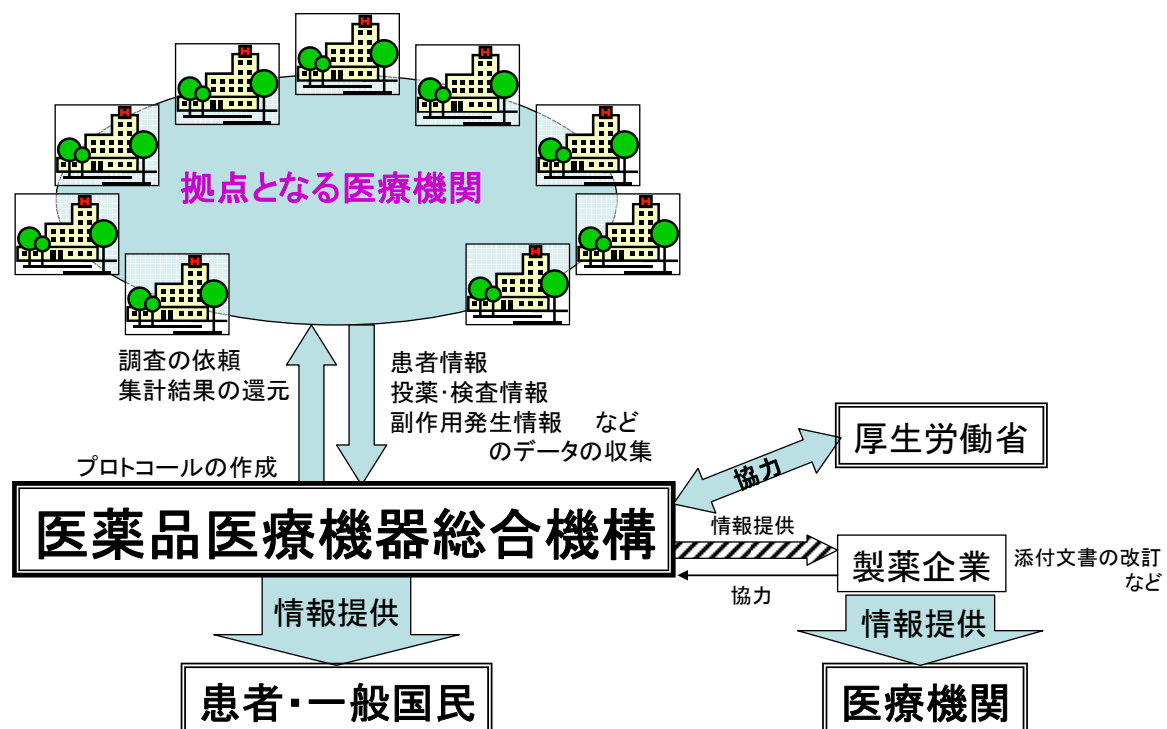 拠点となる医療機関
調査の依頼
集計結果の還元
患者情報
投薬・検査情報
副作用発生情報　など
のデータの収集
プロトコールの作成
厚生労働省
協力
医薬品医療機器総合機構
情報提供
製薬企業
添付文書の改訂
など
協力
情報提供
情報提供
患者・一般国民
医療機関
H
H
H
H
H
H
H
H
H